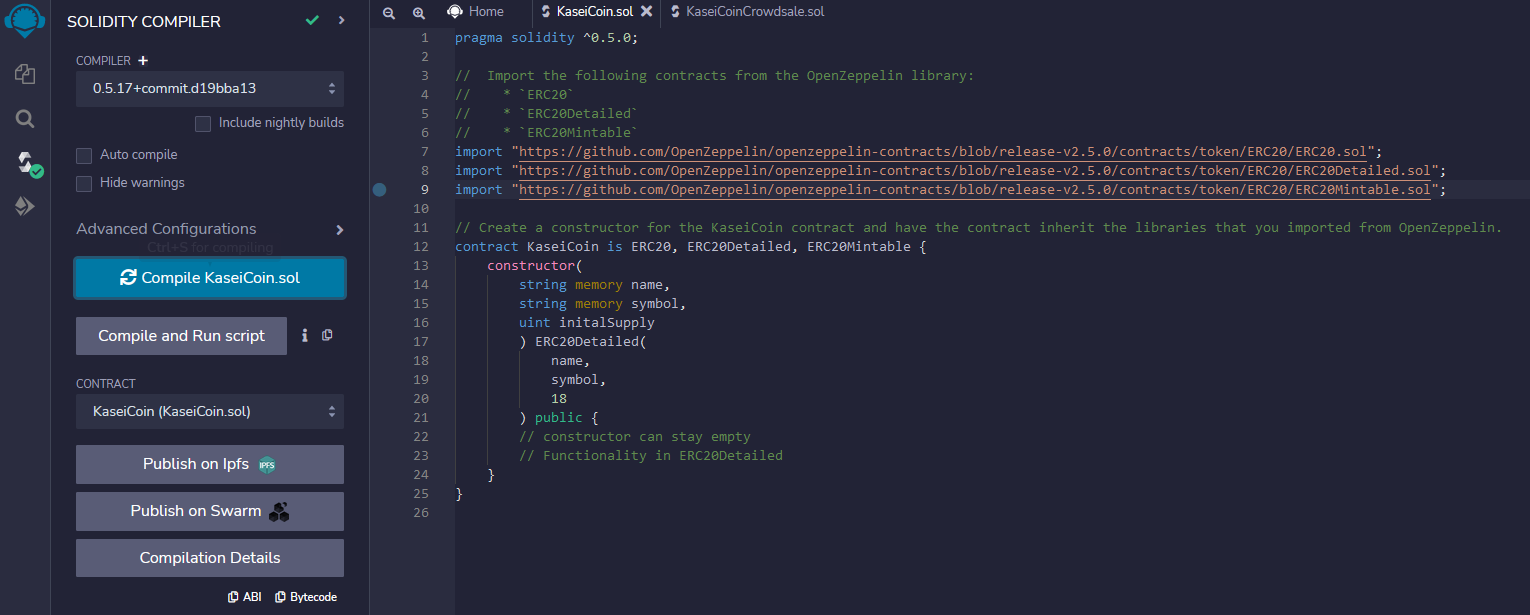 SOLIDITY COMPILER
COMPILER +
0.5.17+commit.d19bba13
Include nightly builds
Auto compile
Hide warnings
Advanced Configurations
Ctrl+S for compiling
Compile KaseiCoin.sol
Compile and Run script
i
CONTRACT
KaseiCoin (KaseiCoin.sol)
Publish on Ipfs IPFS
Publish on Swarm
Compilation Details
ABI Bytecode
Home KaseiCoin.sol KaseiCoinCrowdsale.sol
1 pragma solidity ^0.5.0;
2
3 //  Import the following contracts from the OpenZeppelin library:
4 //    * `ERC20`
5 //    * `ERC20Detailed`
6 //    * `ERC20Mintable`
7 import "https://github.com/OpenZeppelin/openzeppelin-contracts/blob/release-v2.5.0/contracts/token/ERC20/ERC20.sol";
8 import "https://github.com/OpenZeppelin/openzeppelin-contracts/blob/release-v2.5.0/contracts/token/ERC20/ERC20Detailed.sol";
9 import "https://github.com/OpenZeppelin/openzeppelin-contracts/blob/release-v2.5.0/contracts/token/ERC20/ERC20Mintable.sol";
10
11 // Create a constructor for the KaseiCoin contract and have the contract inherit the libraries that you imported from OpenZeppelin.
12 contract KaseiCoin is ERC20, ERC20Detailed, ERC20Mintable {
13     constructor(
14         string memory name,
15         string memory symbol,
16         uint initalSupply
17         ) ERC20Detailed(
18             name,
19             symbol,
20             18
21         ) public {
22         // constructor can stay empty
23         // Functionality in ERC20Detailed
24     }
25 }
26